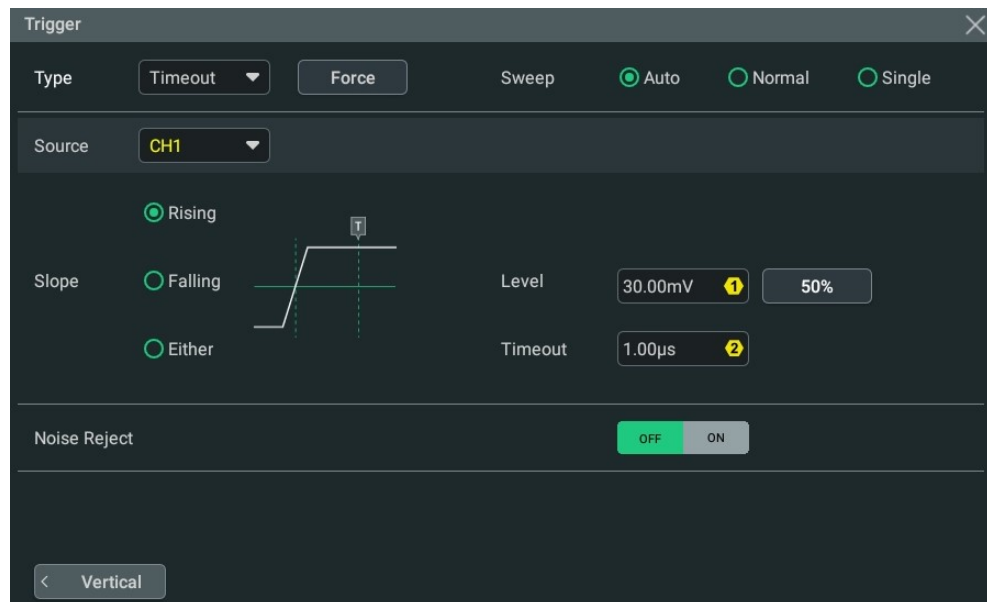 Trigger
Type Timeout Force Sweep Auto Normal Single
Source CH1
Rising
T
Slope Falling Level 30.00mV 1 50%
Either Timeout 1.00µs 2
Noise Reject OFF ON
< Vertical